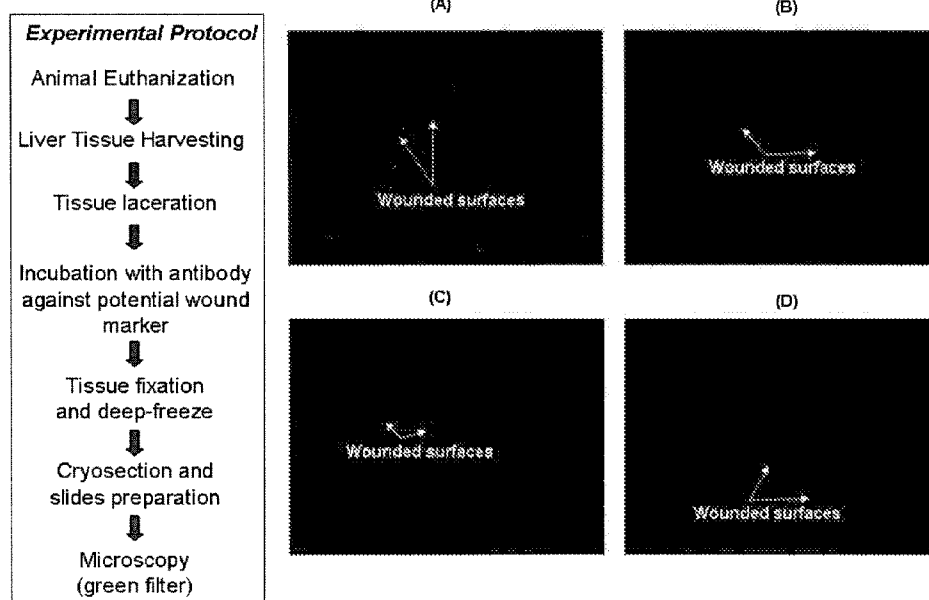 Experimental Protocol
Animal Euthanization
Liver Tissue Harvesting
Tissue laceration
Incubation with antibody
against potential wound
marker
Tissue fixation
and deep-freeze
Cryosection and
slides preparation
Microscopy
(green filter)
(A)
Wounded surfaces
(B)
Wounded surfaces
(C)
Wounded surfaces
(D)
Wounded surfaces